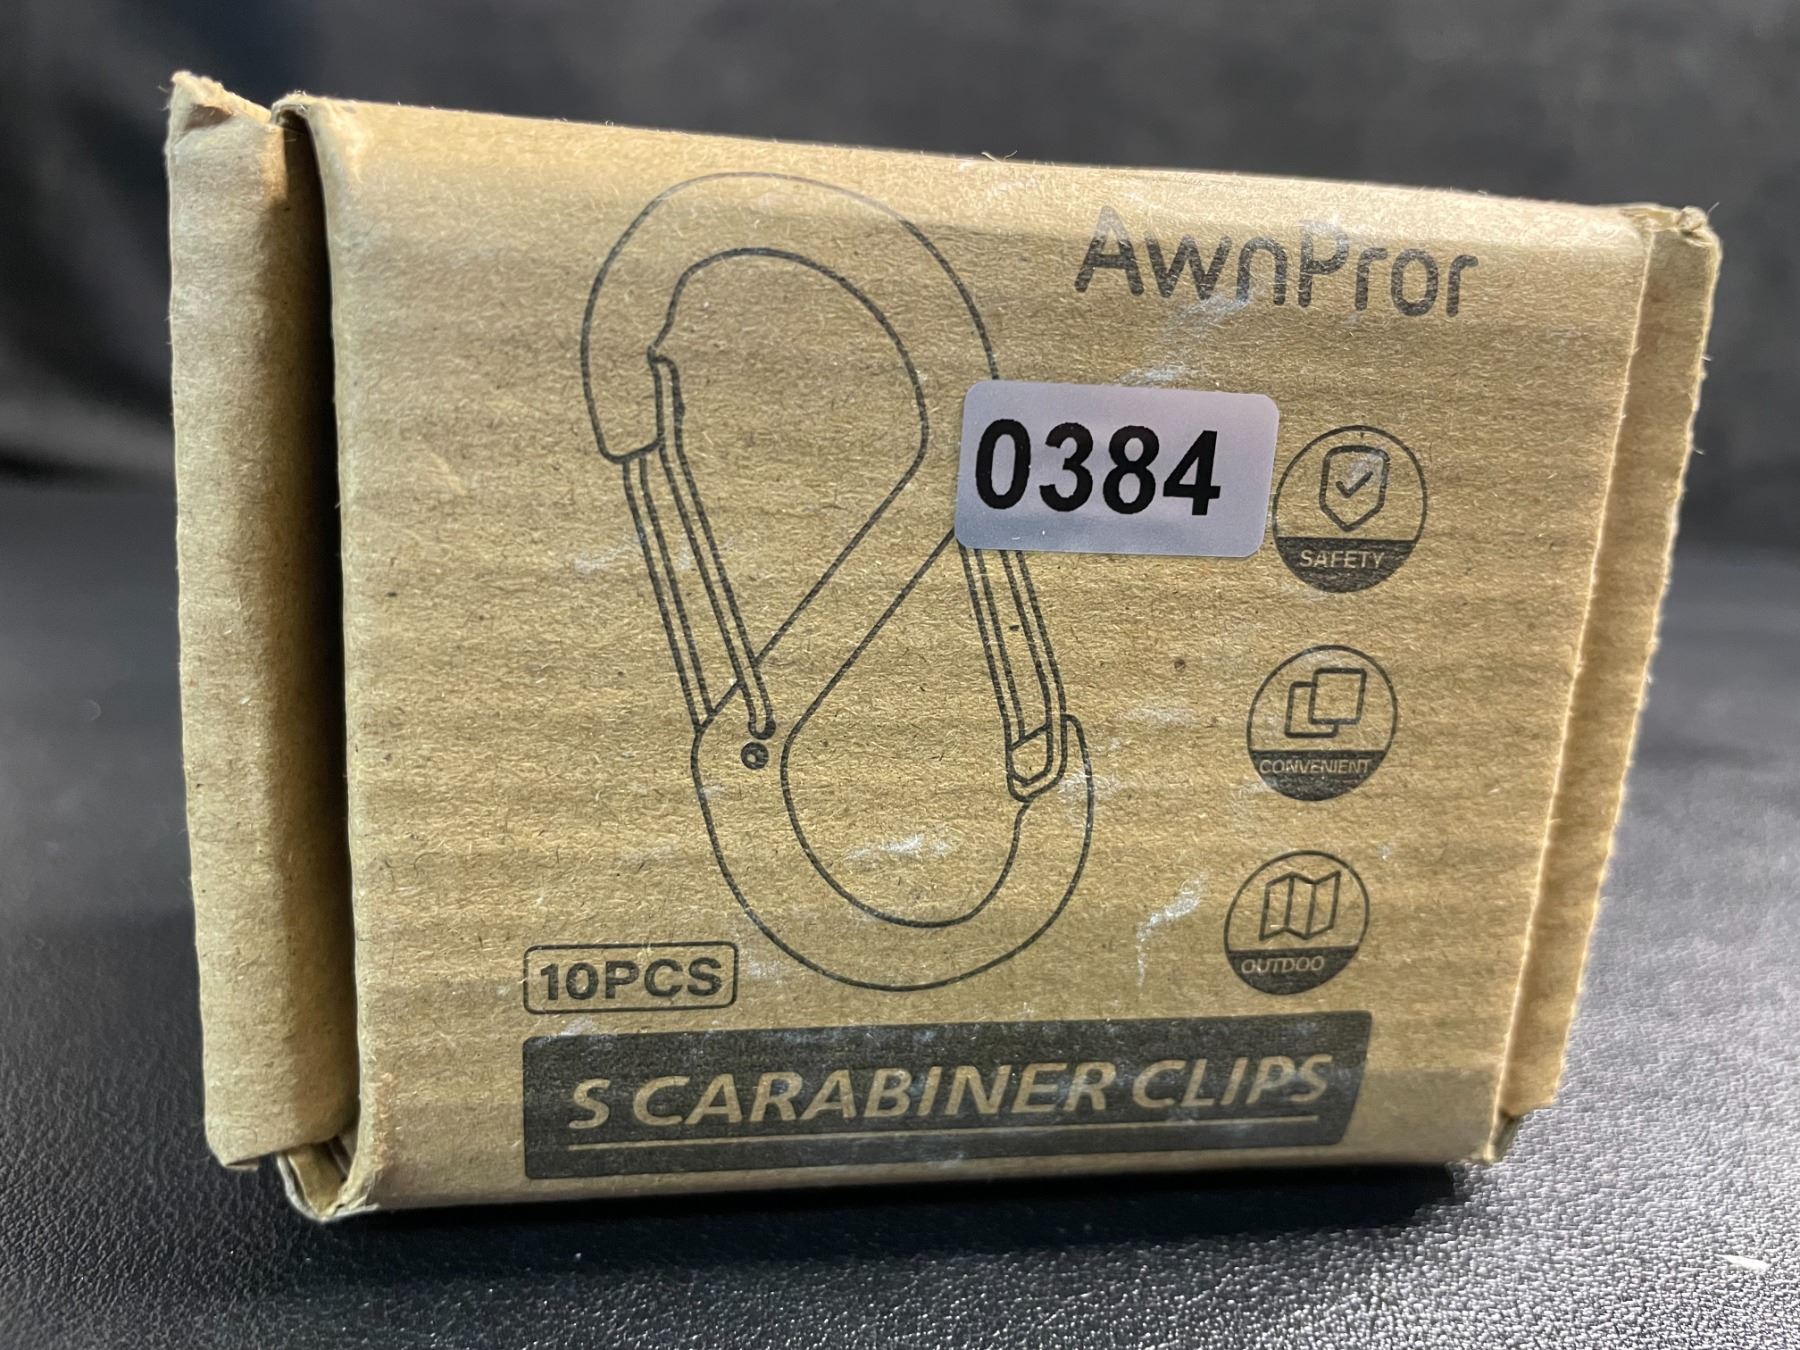 AwnPror
0384
SAFETY
CONVENIENT
OUTDOO
10PCS
S CARABINER CLIPS